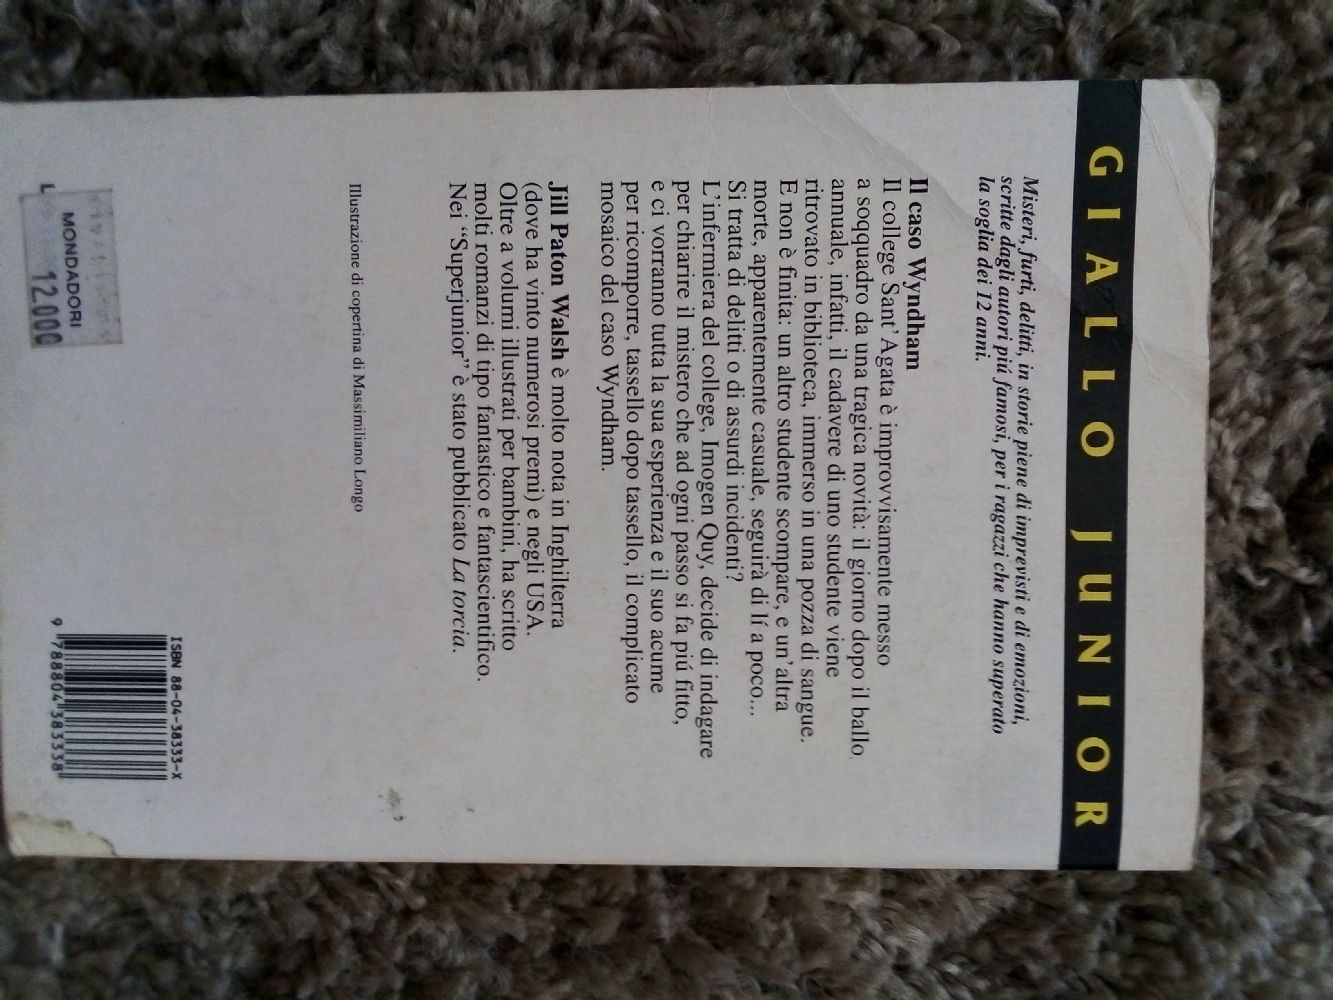 GIALLO JUNIOR
Misteri, furti, delitti, in storie piene di imprevisti e di emozioni,
scritte dagli autori piú famosi, per i ragazzi che hanno superato
la soglia dei 12 anni.
Il caso Wyndham
Il college Sant'Agata è improvvisamente messo
a soqquadro da una tragica novità: il giorno dopo il ballo
annuale, infatti, il cadavere di uno studente viene
ritrovato in biblioteca, immerso in una pozza di sangue.
E non è finita: un altro studente scompare, e un'altra
morte, apparentemente casuale, seguirà di lí a poco...
Si tratta di delitti o di assurdi incidenti?
L'infermiera del college, Imogen Quy, decide di indagare
per chiarire il mistero che ad ogni passo si fa piú fitto,
e ci vorranno tutta la sua esperienza e il suo acume
per ricomporre, tassello dopo tassello, il complicato
mosaico del caso Wyndham.
Jill Paton Walsh è molto nota in Inghilterra
(dove ha vinto numerosi premi) e negli USA.
Oltre a volumi illustrati per bambini, ha scritto
molti romanzi di tipo fantastico e fantascientifico.
Nei “Superjunior” è stato pubblicato La torcia.
Illustrazione di copertina di Massimiliano Longo
MONDADORI
12.000
ISBN 88-04-38333-X
9 788804 383338